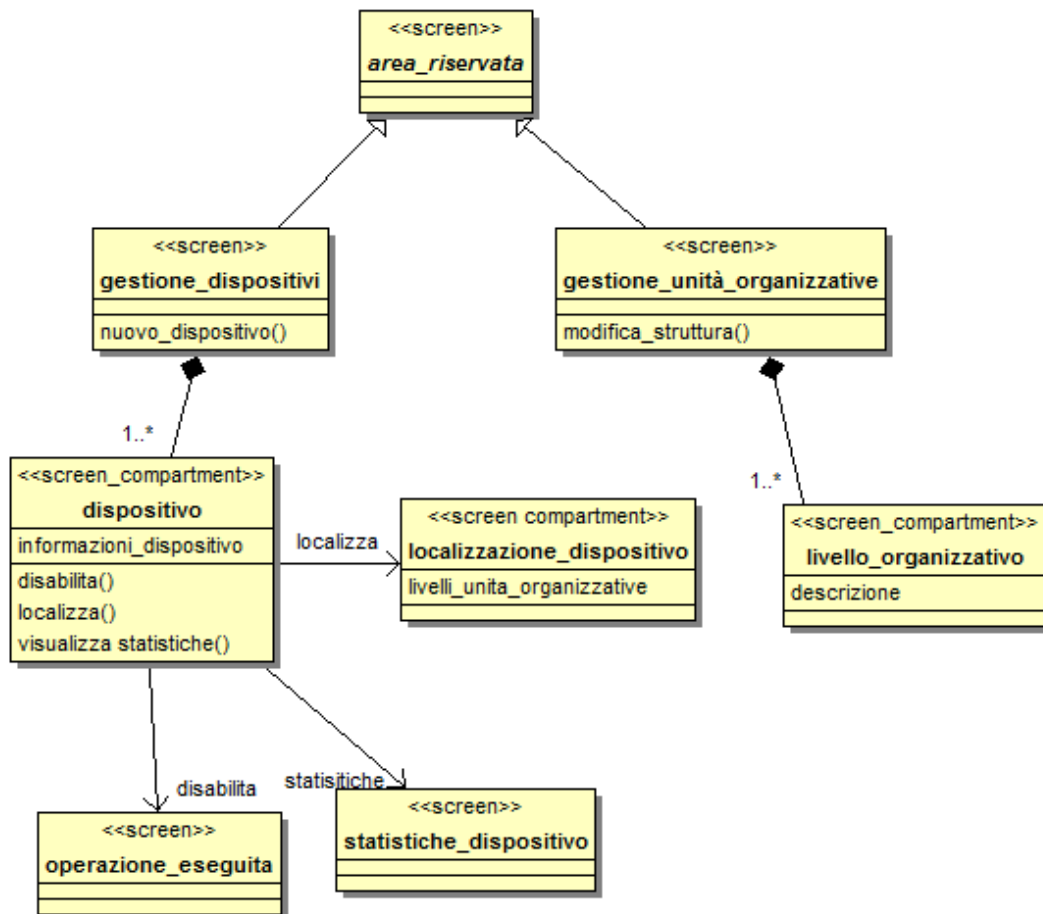 <<screen>>
area_riservata
<<screen>>
gestione_dispositivi
nuovo_dispositivo()
<<screen>>
gestione_unità_organizzative
modifica_struttura()
1..*
1..*
<<screen_compartment>>
dispositivo
informazioni_dispositivo
disabilita()
localizza()
visualizza statistiche()
localizza
<<screen compartment>>
localizzazione_dispositivo
livelli_unita_organizzative
<<screen_compartment>>
livello_organizzativo
descrizione
disabilita
statisitiche
<<screen>>
operazione_eseguita
<<screen>>
statistiche_dispositivo